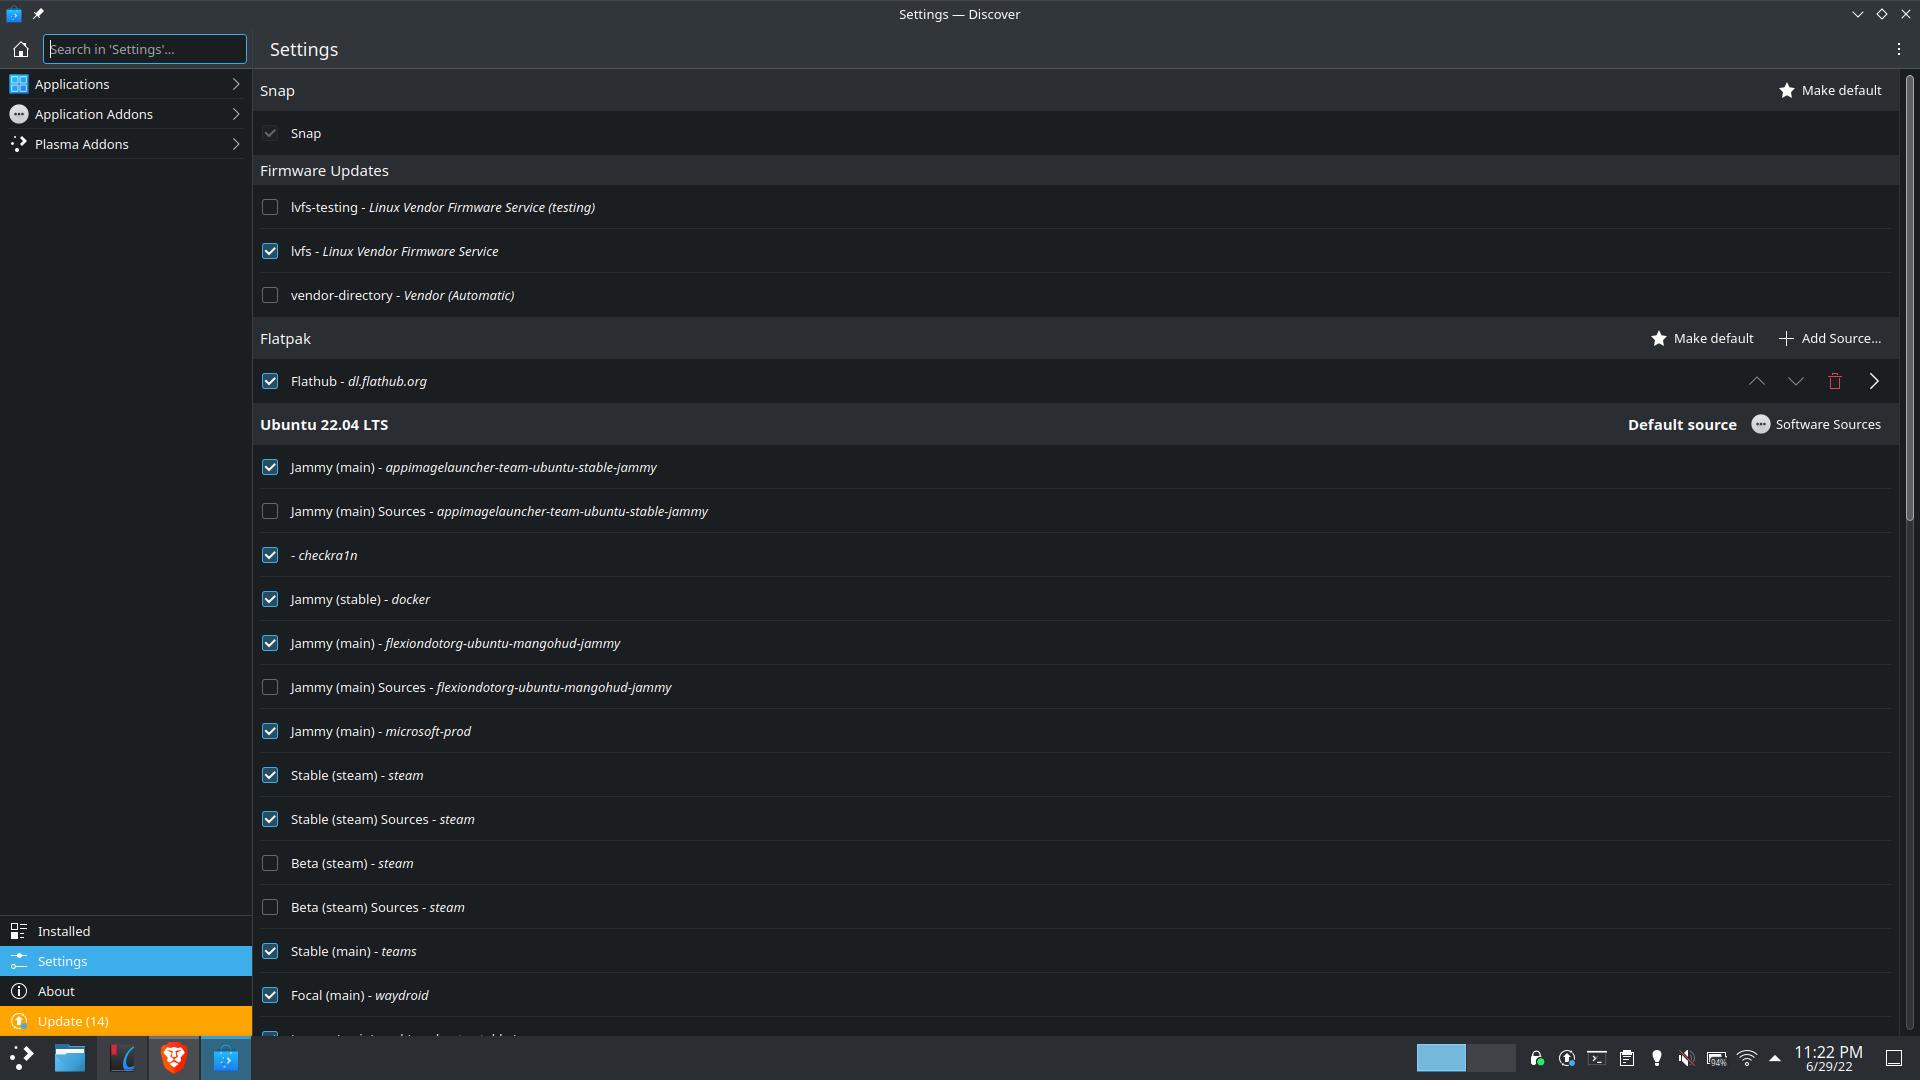 Settings — Discover
Search in 'Settings'...
Settings
Applications
Application Addons
Plasma Addons
Snap
Make default
Snap
Firmware Updates
lvfs-testing - Linux Vendor Firmware Service (testing)
lvfs - Linux Vendor Firmware Service
vendor-directory - Vendor (Automatic)
Flatpak
Make default
Add Source...
Flathub - dl.flathub.org
Ubuntu 22.04 LTS
Default source
Software Sources
Jammy (main) - appimagelauncher-team-ubuntu-stable-jammy
Jammy (main) Sources - appimagelauncher-team-ubuntu-stable-jammy
- checkra1n
Jammy (stable) - docker
Jammy (main) - flexiondotorg-ubuntu-mangohud-jammy
Jammy (main) Sources - flexiondotorg-ubuntu-mangohud-jammy
Jammy (main) - microsoft-prod
Stable (steam) - steam
Stable (steam) Sources - steam
Beta (steam) - steam
Beta (steam) Sources - steam
Stable (main) - teams
Focal (main) - waydroid
Installed
Settings
About
Update (14)
94%
11:22 PM
6/29/22